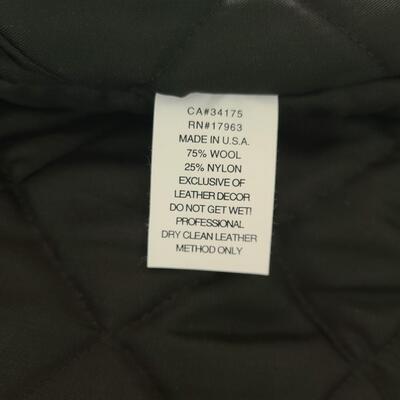 CA#34175
RN#17963
MADE IN U.S.A.
75% WOOL
25% NYLON
EXCLUSIVE OF
LEATHER DECOR
DO NOT GET WET!
PROFESSIONAL
DRY CLEAN LEATHER
METHOD ONLY